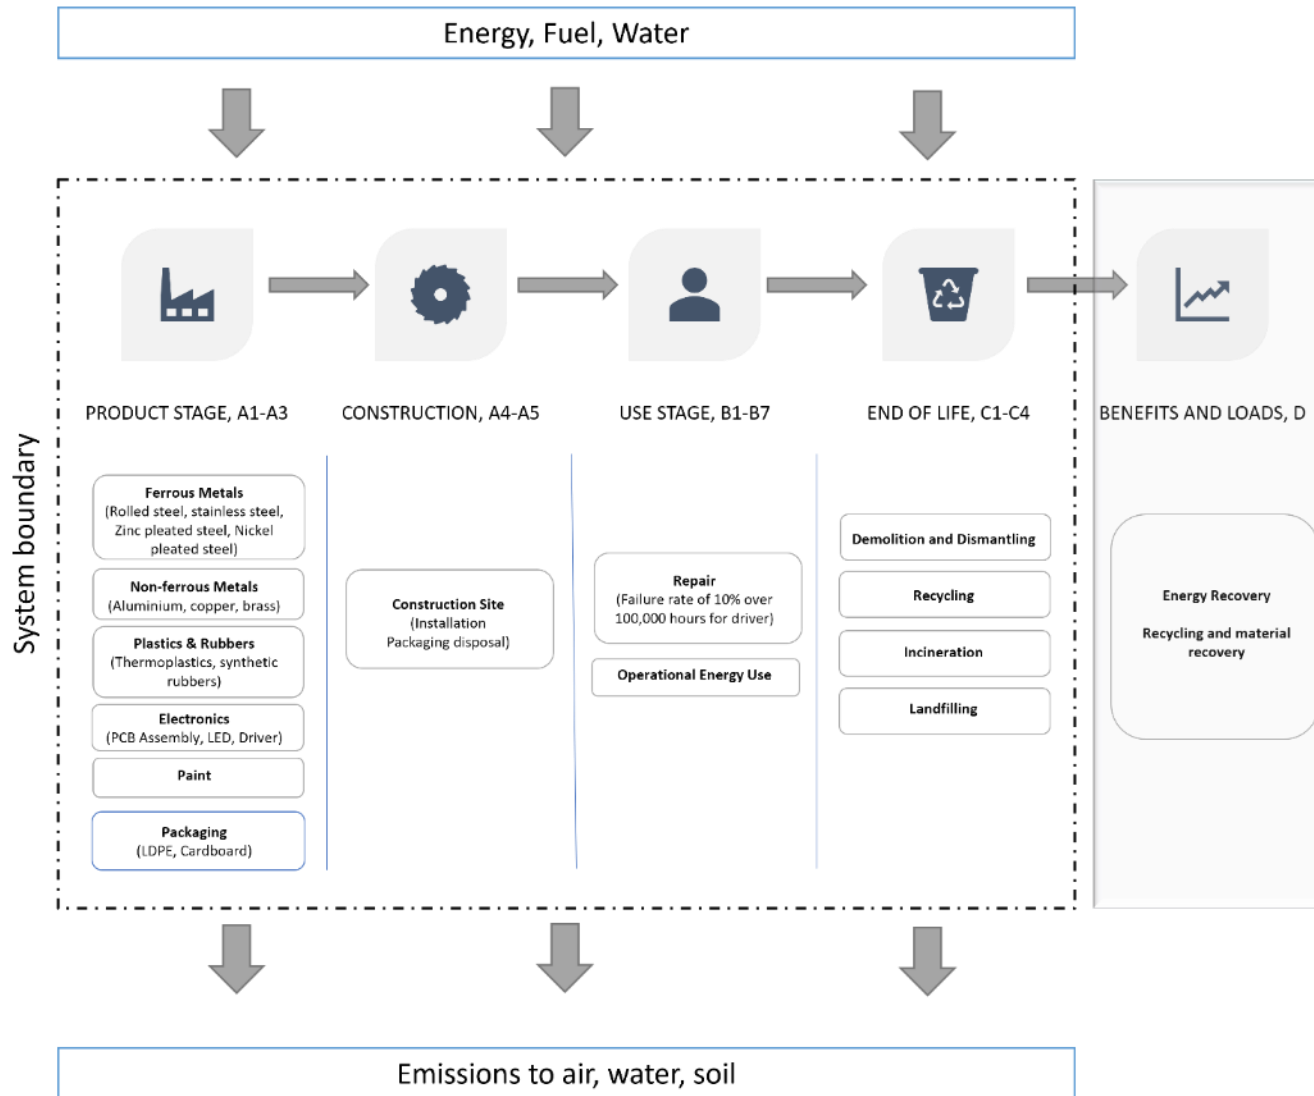 Energy, Fuel, Water
System boundary
PRODUCT STAGE, A1-A3
CONSTRUCTION, A4-A5
USE STAGE, B1-B7
END OF LIFE, C1-C4
BENEFITS AND LOADS, D
Ferrous Metals
(Rolled steel, stainless steel,
Zinc pleated steel, Nickel
pleated steel)
Non-ferrous Metals
(Aluminium, copper, brass)
Plastics & Rubbers
(Thermoplastics, synthetic
rubbers)
Electronics
(PCB Assembly, LED, Driver)
Paint
Packaging
(LDPE, Cardboard)
Construction Site
(Installation
Packaging disposal)
Repair
(Failure rate of 10% over
100,000 hours for driver)
Operational Energy Use
Demolition and Dismantling
Recycling
Incineration
Landfilling
Energy Recovery
Recycling and material
recovery
Emissions to air, water, soil